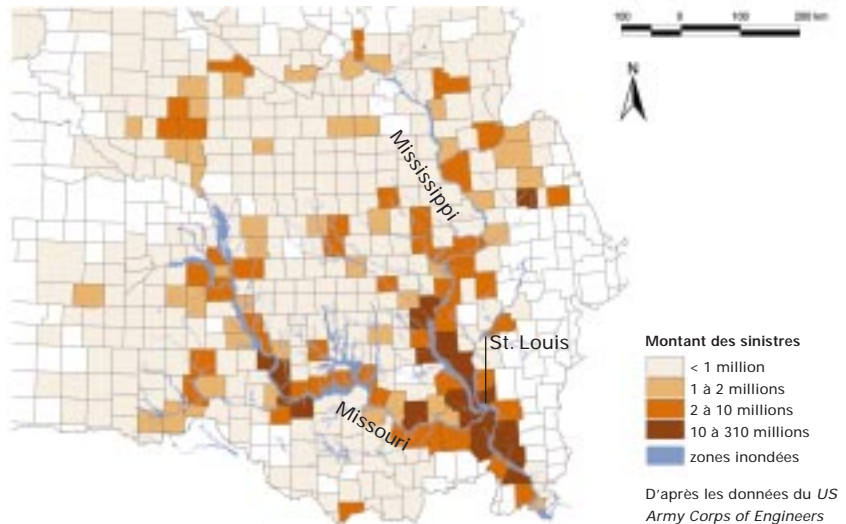 100 0 100 200 km
N
Mississippi
St. Louis
Missouri
Montant des sinistres
< 1 million
1 à 2 millions
2 à 10 millions
10 à 310 millions
zones inondées
D'après les données du US
Army Corps of Engineers